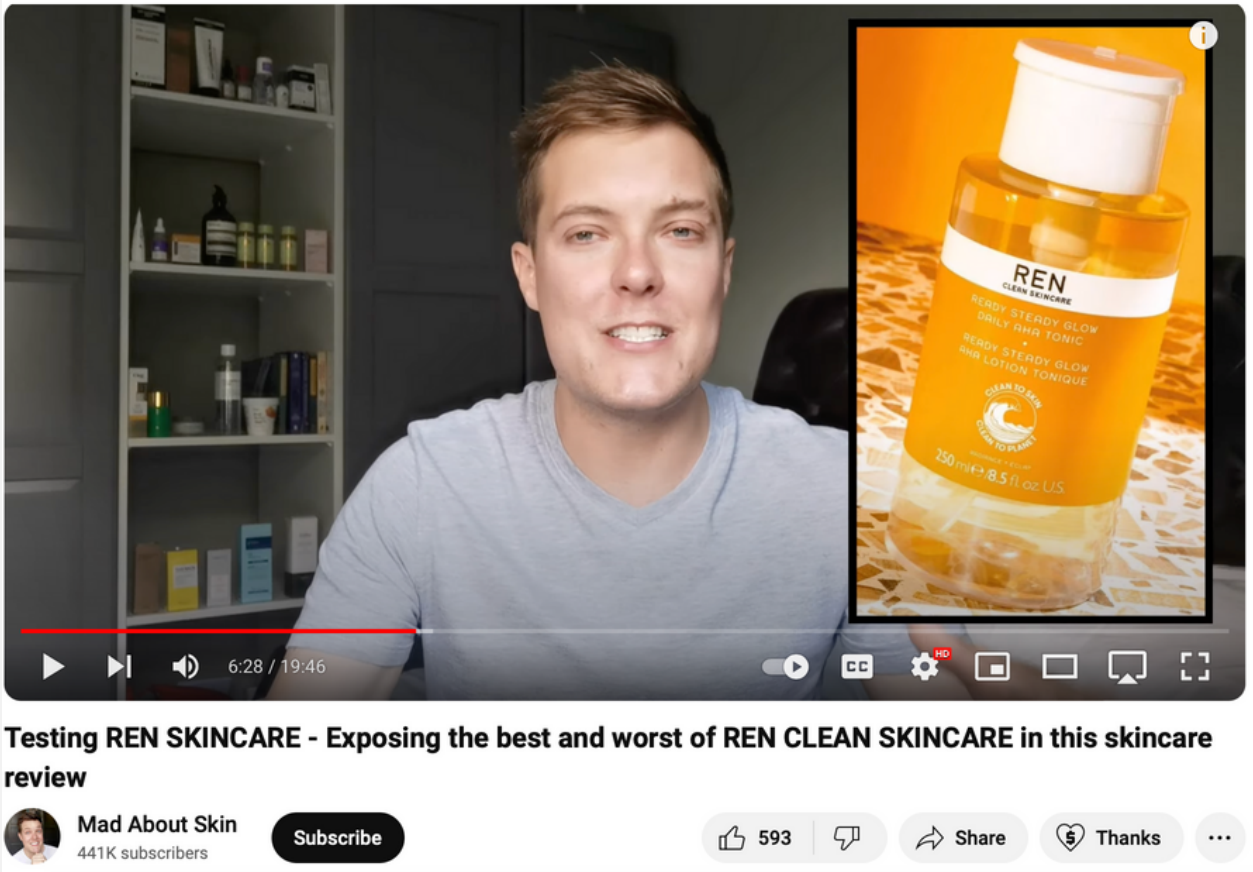 REN
CLEAN SKINCARE
READY STEADY GLOW
DAILY AHA TONIC
READY STEADY GLOW
AHA LOTION TONIQUE
CLEAN TO SKIN
CLEAN TO PLANET
RADIANCE + ÉCLAT
250 ml e 8.5 fl oz U.S.
HD
CC
6:28 / 19:46
Testing REN SKINCARE - Exposing the best and worst of REN CLEAN SKINCARE in this skincare
review
Mad About Skin
441K subscribers
Subscribe
593
Share
Thanks